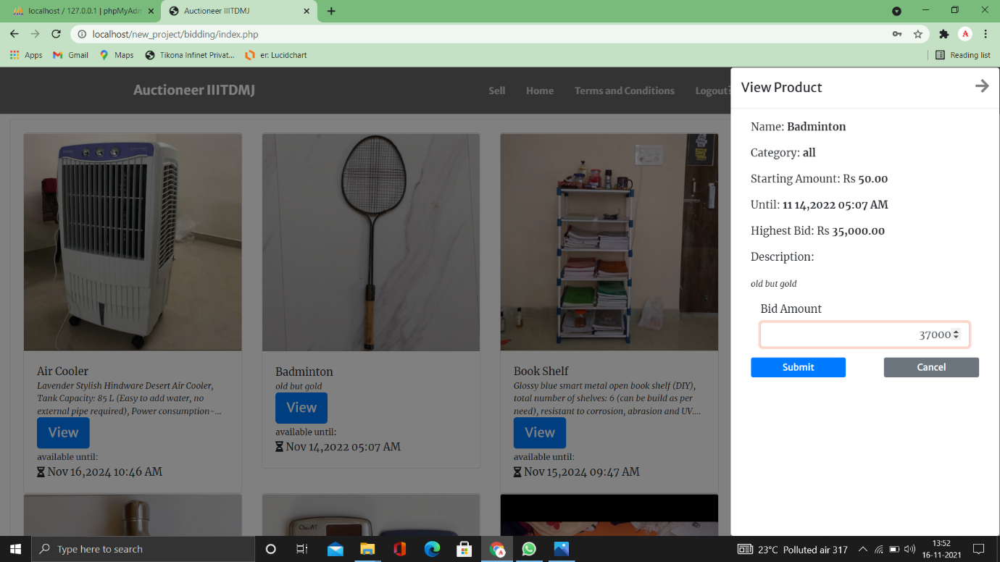 localhost / 127.0.0.1 | phpMyAdm
Auctioneer IIITDMJ
localhost/new_project/bidding/index.php
A
Apps
Gmail
Maps
Tikona Infinet Privat...
er: Lucidchart
Reading list
Auctioneer IIITDMJ
Sell
Home
Terms and Conditions
Logout?
View Product
Name: Badminton
Category: all
Starting Amount: Rs 50.00
Until: 11 14,2022 05:07 AM
Highest Bid: Rs 35,000.00
Description:
old but gold
Bid Amount
37000
Submit
Cancel
Air Cooler
Lavender Stylish Hindware Desert Air Cooler,
Tank Capacity: 85 L (Easy to add water, no
external pipe required), Power consumption-...
View
available until:
Nov 16,2024 10:46 AM
Badminton
old but gold
View
available until:
Nov 14,2022 05:07 AM
Book Shelf
Glossy blue smart metal open book shelf (DIY),
total number of shelves: 6 (can be build as per
need), resistant to corrosion, abrasion and UV....
View
available until:
Nov 15,2024 09:47 AM
Type here to search
23°C Polluted air 317
13:52
16-11-2021